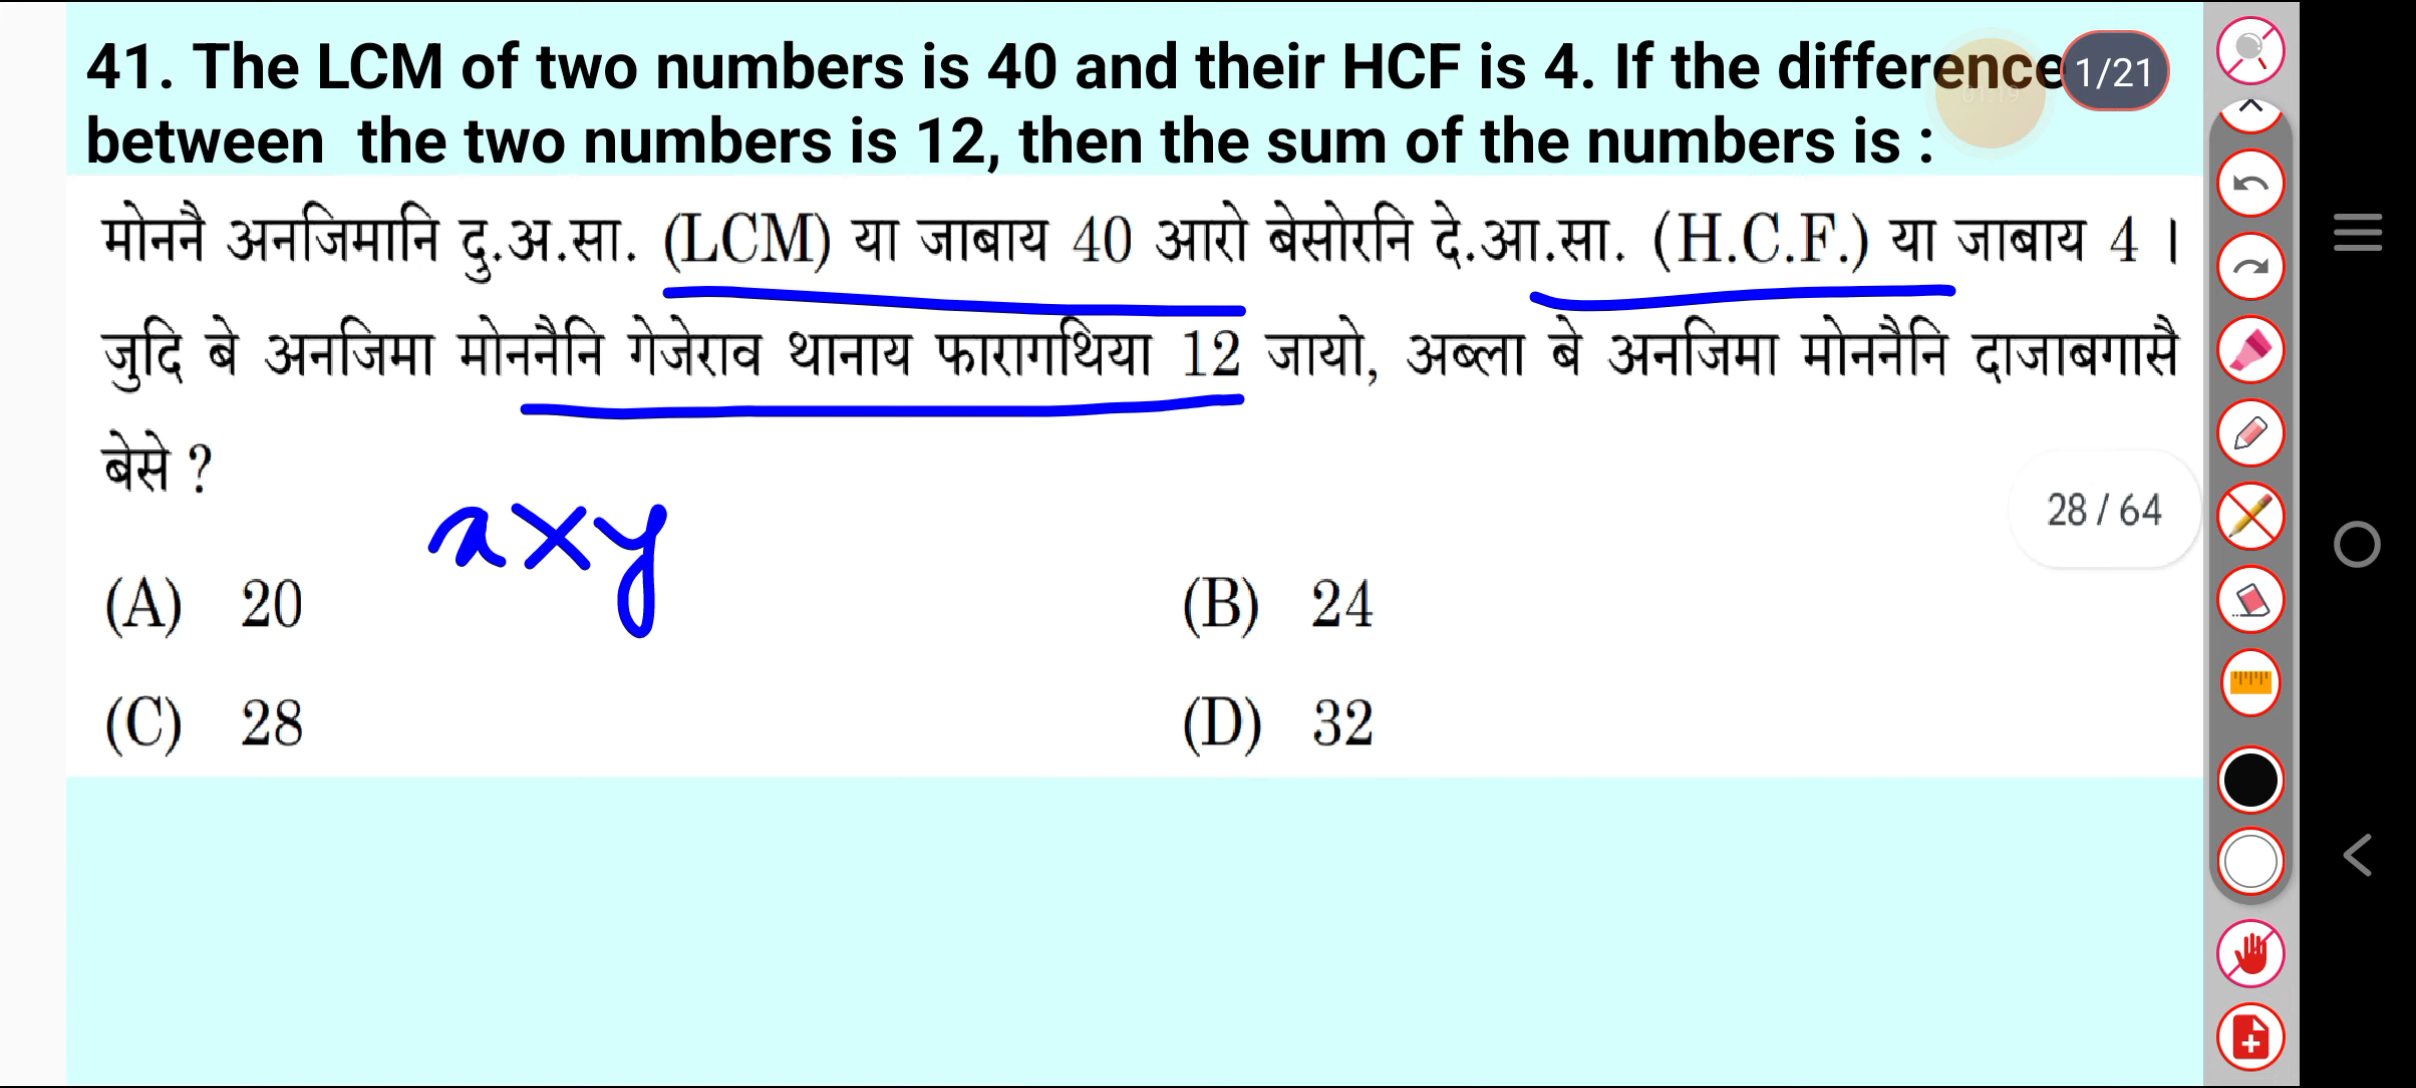 41. The LCM of two numbers is 40 and their HCF is 4. If the difference
1/21
between the two numbers is 12, then the sum of the numbers is :
मोननै अनजिमानि दु.अ.सा. (LCM) या जाबाय 40 आरो बेसोरनि दे.आ.सा. (H.C.F.) या जाबाय 4 ।
जुदि बे अनजिमा मोननैनि गेजेराव थानाय फारागथिया 12 जायो, अब्ला बे अनजिमा मोननैनि दाजाबगासै
बेसे ?
28 / 64
x×y
(A) 20
(B) 24
(C) 28
(D) 32